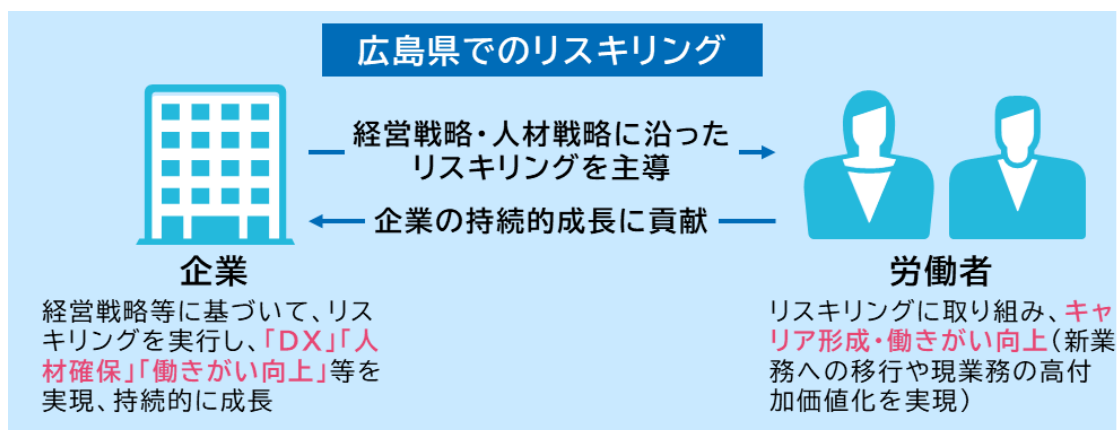 広島県でのリスキリング
経営戦略・人材戦略に沿った
リスキリングを主導
企業の持続的成長に貢献
企業
経営戦略等に基づいて、リス
キリングを実行し、「DX」「人
材確保」「働きがい向上」等を
実現、持続的に成長
労働者
リスキリングに取り組み、キャ
リア形成・働きがい向上(新業
務への移行や現業務の高付
加価値化を実現)